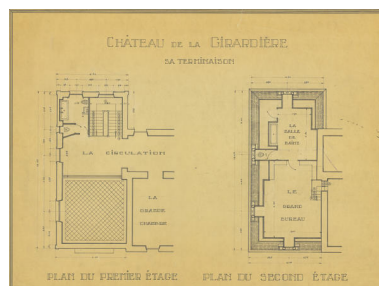 CHÂTEAU DE LA GIRARDIÈRE
SA TERMINAISON
LA CIRCULATION
LA
GRANDE
CHAMBRE
LA
SALLE
DE
BAINS
LE
GRAND
BUREAU
PLAN DU PREMIER ÉTAGE
PLAN DU SECOND ÉTAGE